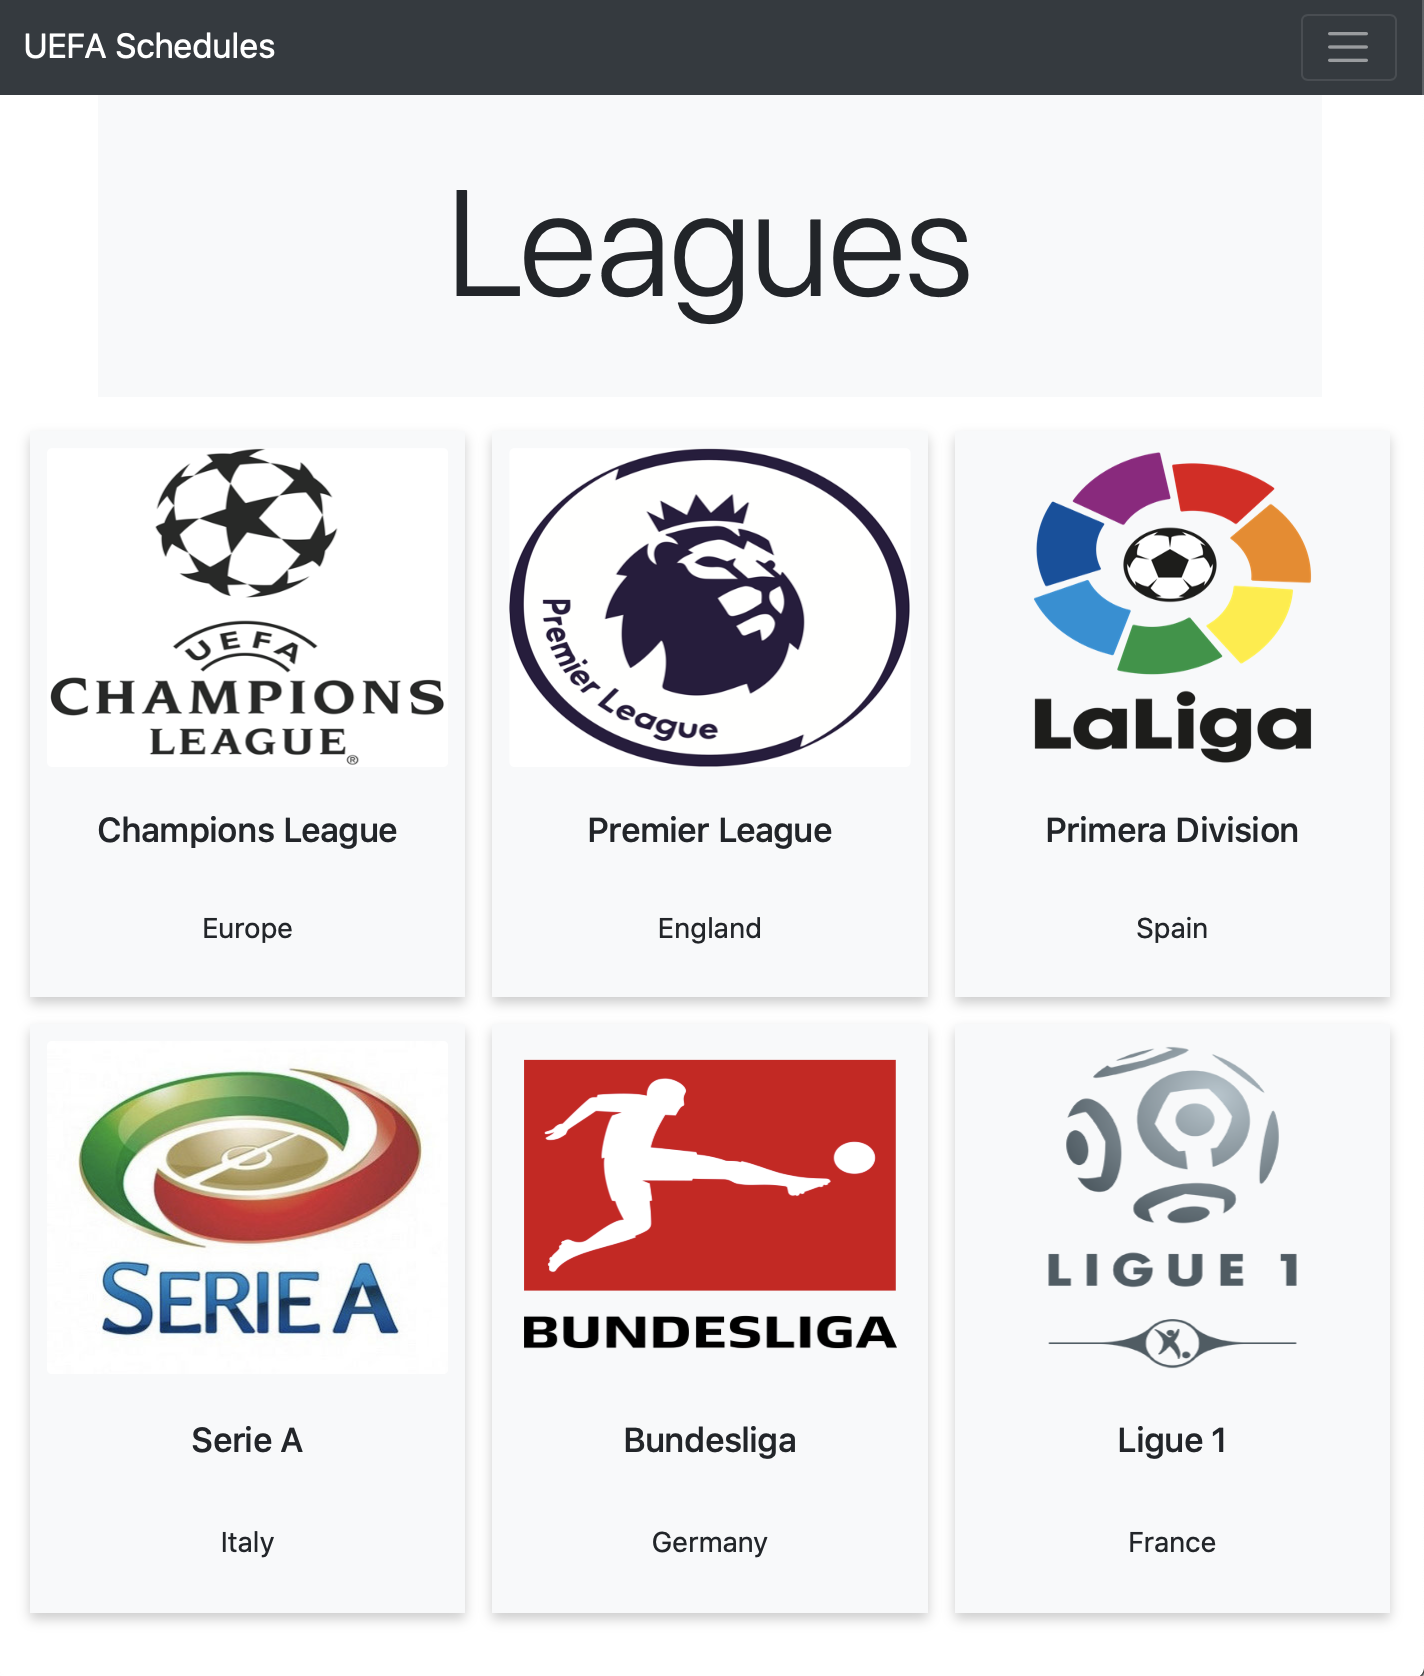 UEFA Schedules
Leagues
UEFA
CHAMPIONS
LEAGUE®
Premier League
LaLiga
Champions League
Premier League
Primera Division
Europe
England
Spain
SERIE A
BUNDESLIGA
LIGUE 1
Serie A
Bundesliga
Ligue 1
Italy
Germany
France